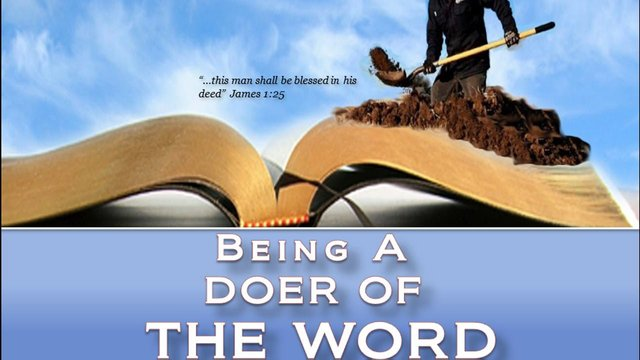 “...this man shall be blessed in his
deed” James 1:25
BEING A
DOER OF
THE WORD